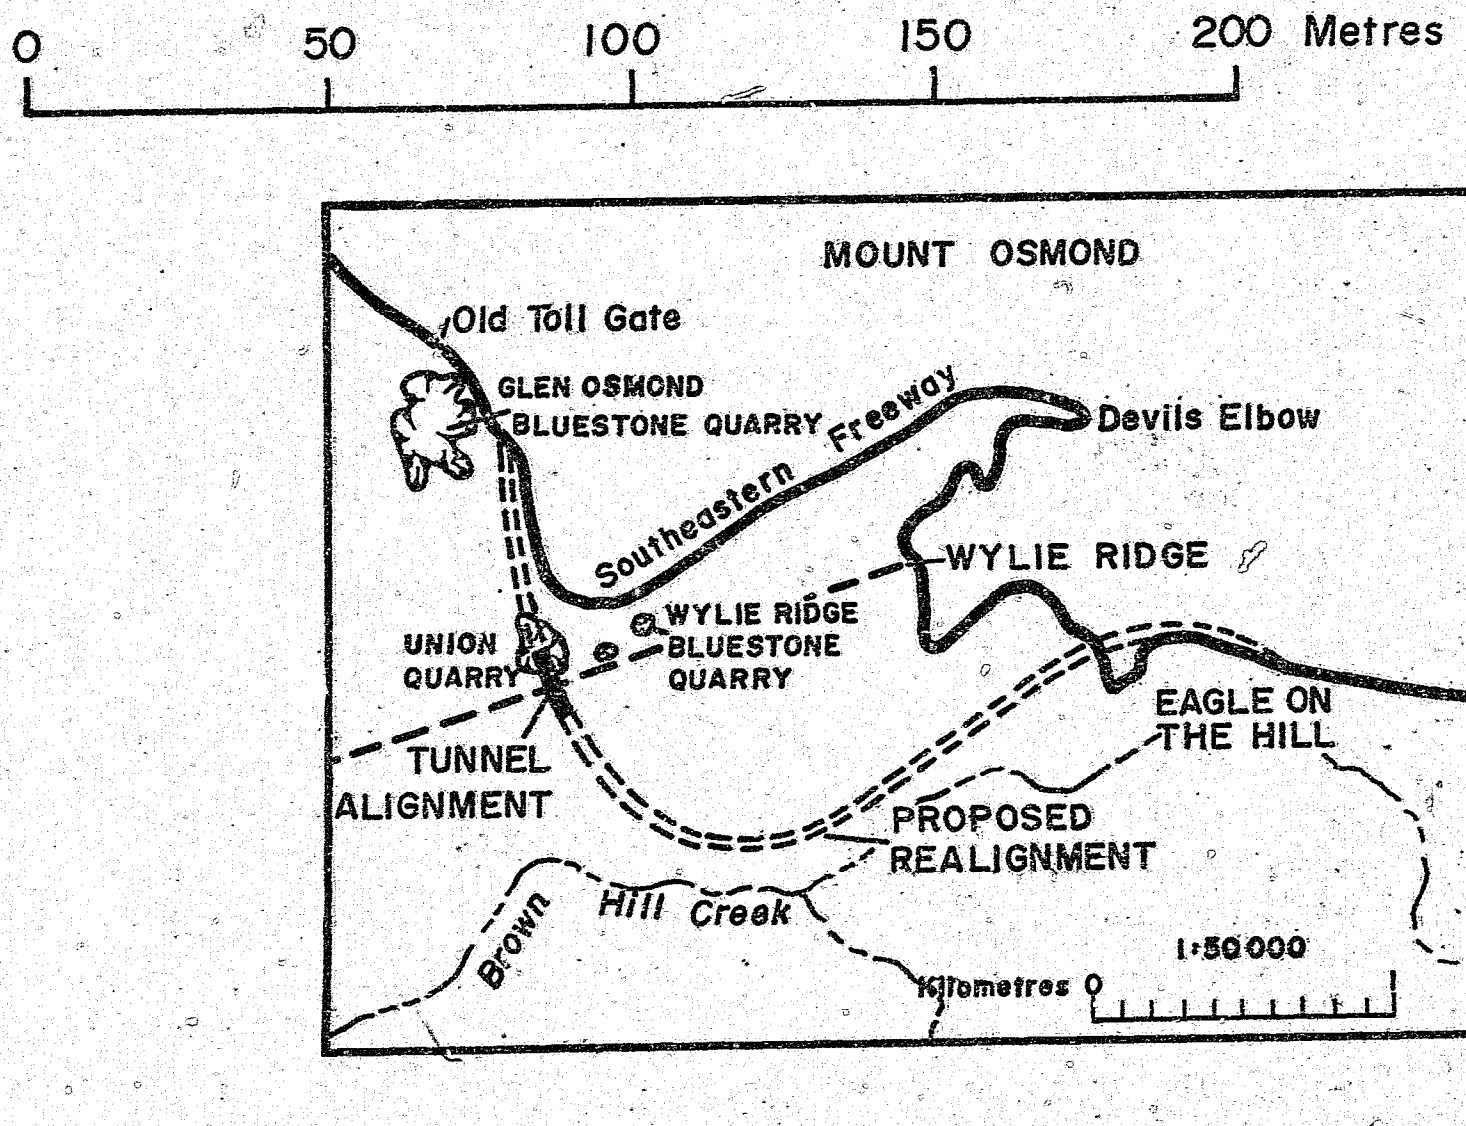 0 50 100 150 200 Metres
MOUNT OSMOND
Old Toll Gate
GLEN OSMOND
BLUESTONE QUARRY
Southeastern Freeway
Devils Elbow
WYLIE RIDGE
WYLIE RIDGE
BLUESTONE
QUARRY
UNION
QUARRY
EAGLE ON
THE HILL
TUNNEL
ALIGNMENT
PROPOSED
REALIGNMENT
Brown Hill Creek
1:50000
Kilometres 0